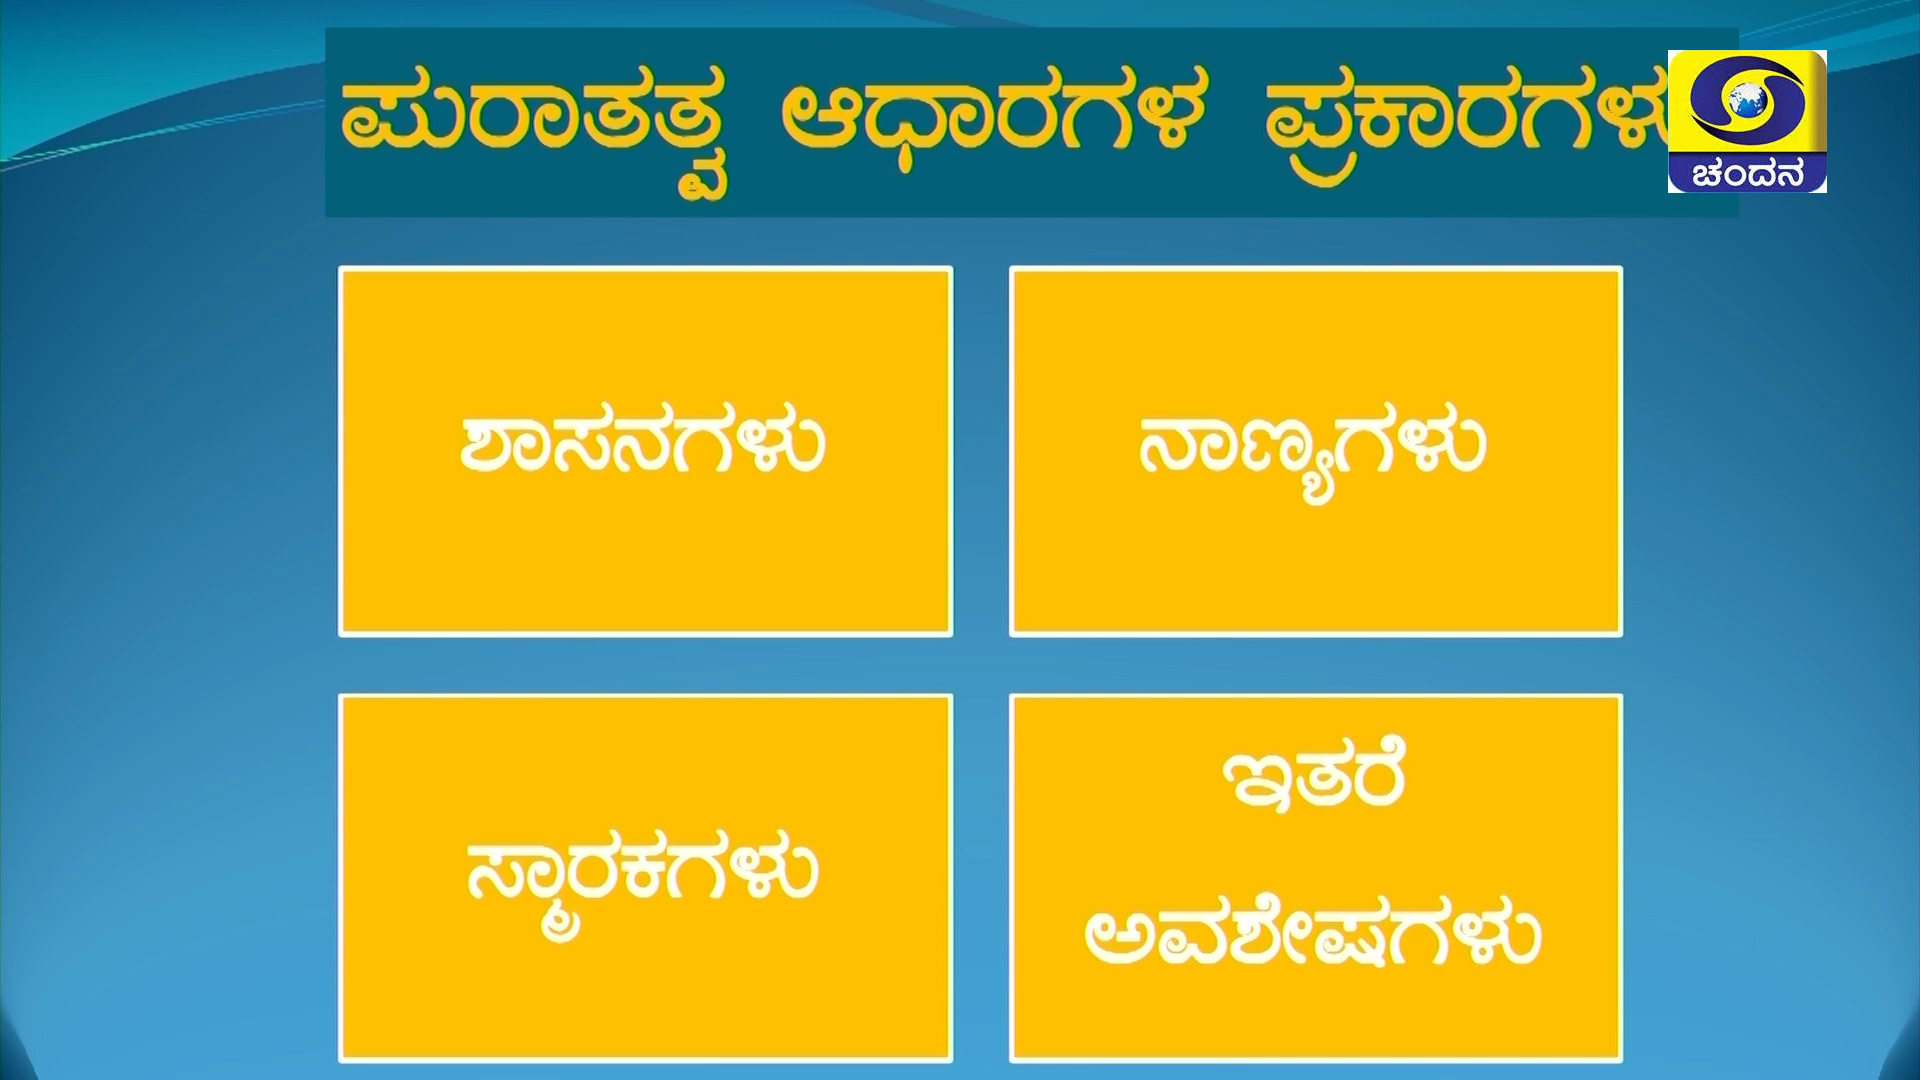 ಪುರಾತತ್ವ ಆಧಾರಗಳ ಪ್ರಕಾರಗಳು
ಚಂದನ
ಶಾಸನಗಳು
ನಾಣ್ಯಗಳು
ಸ್ಮಾರಕಗಳು
ಇತರೆ
ಅವಶೇಷಗಳು